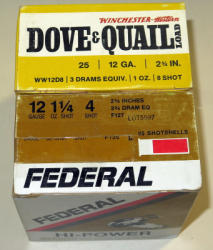 WINCHESTER-Western
DOVE & QUAIL LOAD
25 | 12 GA. | 2¾ IN.
WW12D8 | 3 DRAMS EQUIV. | 1 OZ. | 8 SHOT
12 GAUGE 1¼ OZ 4 SHOT
2¾ INCHES
3¾ DRAM EQ
F127
25 SHOTSHELLS
FEDERAL
FEDERAL
HI-POWER